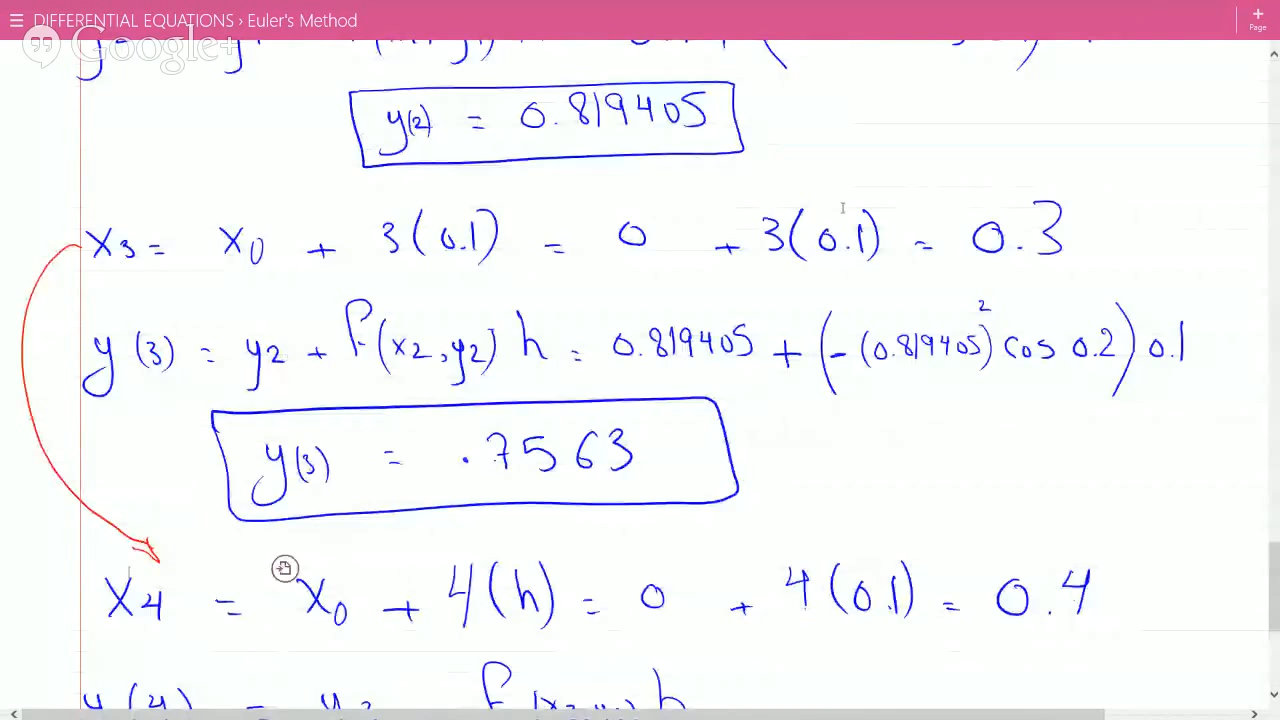 DIFFERENTIAL EQUATIONS › Euler's Method
Page
Google+
y(2) = 0.819405
x3 = x0 + 3(0.1) = 0 + 3(0.1) = 0.3
y(3) = y2 + f(x2,y2)h = 0.819405 + (-(0.819405)² cos 0.2) 0.1
y(3) = .7563
x4 = x0 + 4(h) = 0 + 4(0.1) = 0.4